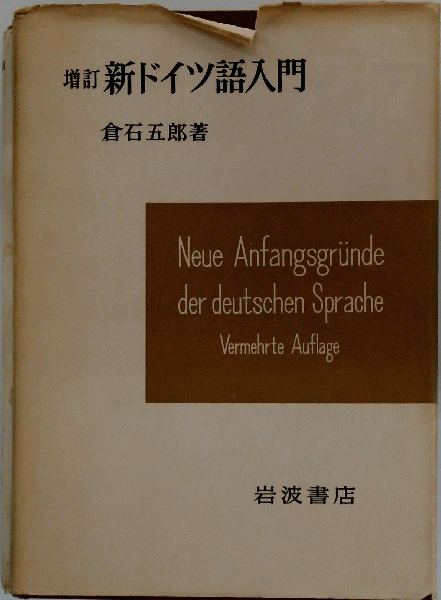 増訂 新ドイツ語入門
倉石五郎著
Neue Anfangsgründe
der deutschen Sprache
Vermehrte Auflage
岩波書店